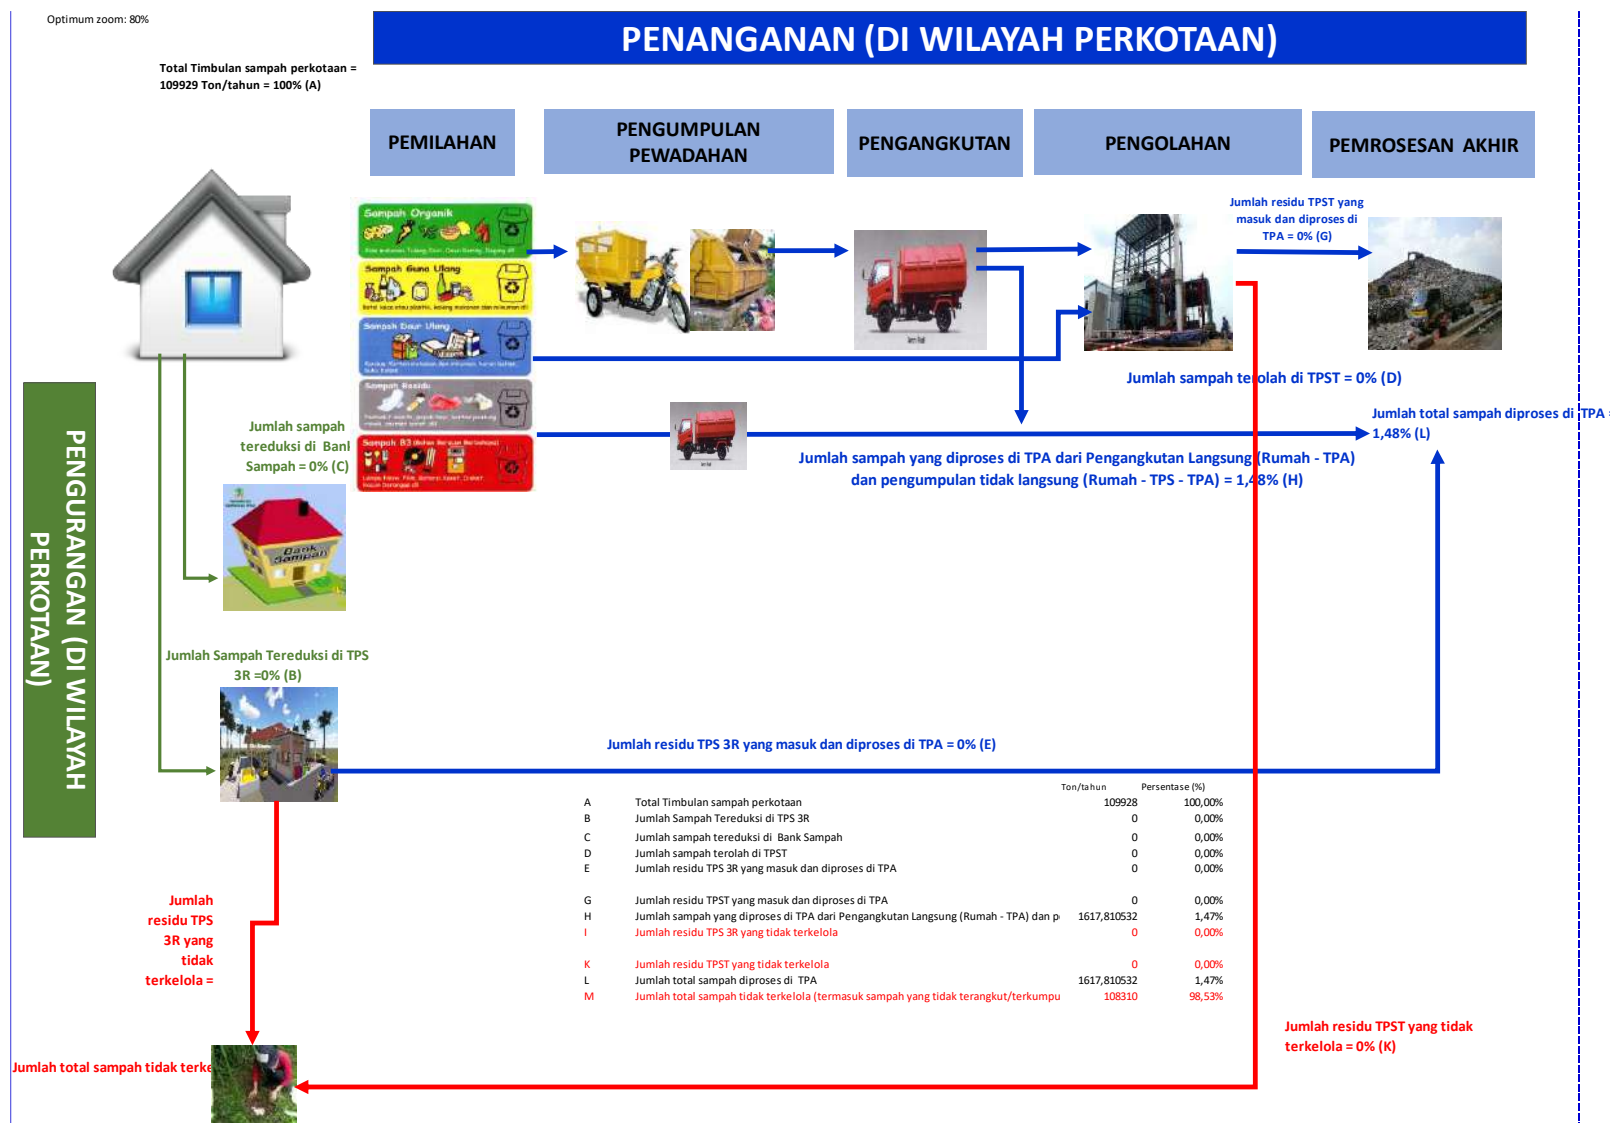 Optimum zoom: 80%
PENANGANAN (DI WILAYAH PERKOTAAN)
Total Timbulan sampah perkotaan =
109929 Ton/tahun = 100% (A)
PEMILAHAN
PENGUMPULAN
PEWADAHAN
PENGANGKUTAN
PENGOLAHAN
PEMROSESAN AKHIR
Sampah Organik
Sampah Guna Ulang
Sampah Daur Ulang
Sampah Residu
Sampah B3
Jumlah residu TPST yang
masuk dan diproses di
TPA = 0% (G)
Jumlah sampah terolah di TPST = 0% (D)
Jumlah total sampah diproses di TPA =
1,48% (L)
Jumlah sampah yang diproses di TPA dari Pengangkutan Langsung (Rumah - TPA)
dan pengumpulan tidak langsung (Rumah - TPS - TPA) = 1,48% (H)
PENGURANGAN (DI WILAYAH
PERKOTAAN)
Jumlah sampah
tereduksi di Bank
Sampah = 0% (C)
Bank
Sampah
Jumlah Sampah Tereduksi di TPS
3R =0% (B)
Jumlah residu TPS 3R yang masuk dan diproses di TPA = 0% (E)
Ton/tahun Persentase (%)
A Total Timbulan sampah perkotaan 109928 100,00%
B Jumlah Sampah Tereduksi di TPS 3R 0 0,00%
C Jumlah sampah tereduksi di Bank Sampah 0 0,00%
D Jumlah sampah terolah di TPST 0 0,00%
E Jumlah residu TPS 3R yang masuk dan diproses di TPA 0 0,00%
G Jumlah residu TPST yang masuk dan diproses di TPA 0 0,00%
H Jumlah sampah yang diproses di TPA dari Pengangkutan Langsung (Rumah - TPA) dan pe 1617,810532 1,47%
I Jumlah residu TPS 3R yang tidak terkelola 0 0,00%
K Jumlah residu TPST yang tidak terkelola 0 0,00%
L Jumlah total sampah diproses di TPA 1617,810532 1,47%
M Jumlah total sampah tidak terkelola (termasuk sampah yang tidak terangkut/terkumpu 108310 98,53%
Jumlah
residu TPS
3R yang
tidak
terkelola =
Jumlah residu TPST yang tidak
terkelola = 0% (K)
Jumlah total sampah tidak terke